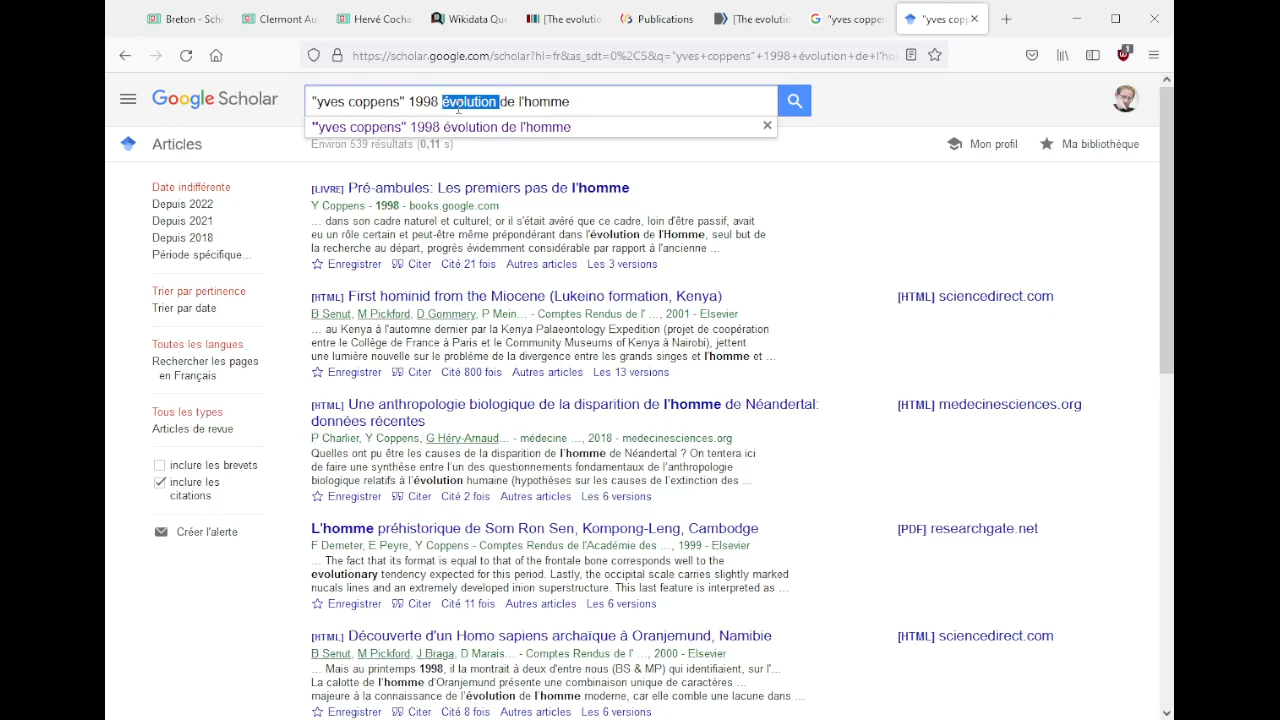 Breton - Sch
Clermont Au
Hervé Cocha
Wikidata Qu
[The evolutio
Publications
[The evolutio
"yves coppen
"yves copp
https://scholar.google.com/scholar?hl=fr&as_sdt=0%2C5&q="yves+coppens"+1998+évolution+de+l'ho
1
Google Scholar
"yves coppens" 1998 évolution de l'homme
"yves coppens" 1998 évolution de l'homme
Articles
Environ 539 résultats (0,11 s)
Mon profil
Ma bibliothèque
Date indifférente
Depuis 2022
Depuis 2021
Depuis 2018
Période spécifique...
Trier par pertinence
Trier par date
Toutes les langues
Rechercher les pages
en Français
Tous les types
Articles de revue
inclure les brevets
inclure les
citations
Créer l'alerte
[LIVRE] Pré-ambules: Les premiers pas de l'homme
Y Coppens - 1998 - books.google.com
... dans son cadre naturel et culturel; or il s'était avéré que ce cadre, loin d'être passif, avait
eu un rôle certain et peut-être même prépondérant dans l'évolution de l'Homme, seul but de
la recherche au départ, progrès évidemment considérable par rapport à l'ancienne ...
Enregistrer Citer Cité 21 fois Autres articles Les 3 versions
[HTML] First hominid from the Miocene (Lukeino formation, Kenya)
[HTML] sciencedirect.com
B Senut, M Pickford, D Gommery, P Mein... - Comptes Rendus de l' ..., 2001 - Elsevier
... au Kenya à l'automne dernier par la Kenya Palaeontology Expedition (projet de coopération
entre le Collège de France à Paris et le Community Museums of Kenya à Nairobi), jettent
une lumière nouvelle sur le problème de la divergence entre les grands singes et l'homme et ...
Enregistrer Citer Cité 800 fois Autres articles Les 13 versions
[HTML] Une anthropologie biologique de la disparition de l'homme de Néandertal:
données récentes
[HTML] medecinesciences.org
P Charlier, Y Coppens, G Héry-Arnaud... - médecine ..., 2018 - medecinesciences.org
Quelles ont pu être les causes de la disparition de l'homme de Néandertal ? On tentera ici
de faire une synthèse entre l'un des questionnements fondamentaux de l'anthropologie
biologique relatifs à l'évolution humaine (hypothèses sur les causes de l'extinction des ...
Enregistrer Citer Cité 2 fois Autres articles Les 6 versions
L'homme préhistorique de Som Ron Sen, Kompong-Leng, Cambodge
[PDF] researchgate.net
F Demeter, E Peyre, Y Coppens - Comptes Rendus de l'Académie des ..., 1999 - Elsevier
... The fact that its format is equal to that of the frontale bone corresponds well to the
evolutionary tendency expected for this period. Lastly, the occipital scale carries slightly marked
nucals lines and an extremely developed inion superstructure. This last feature is interpreted as ...
Enregistrer Citer Cité 11 fois Autres articles Les 6 versions
[HTML] Découverte d'un Homo sapiens archaïque à Oranjemund, Namibie
[HTML] sciencedirect.com
B Senut, M Pickford, J Braga, D Marais... - Comptes Rendus de l' ..., 2000 - Elsevier
... Mais au printemps 1998, il la montrait à deux d'entre nous (BS & MP) qui identifiaient, sur l'...
La calotte de l'homme d'Oranjemund présente une combinaison unique de caractères ...
majeure à la connaissance de l'évolution de l'homme moderne, car elle comble une lacune dans ...
Enregistrer Citer Cité 8 fois Autres articles Les 6 versions